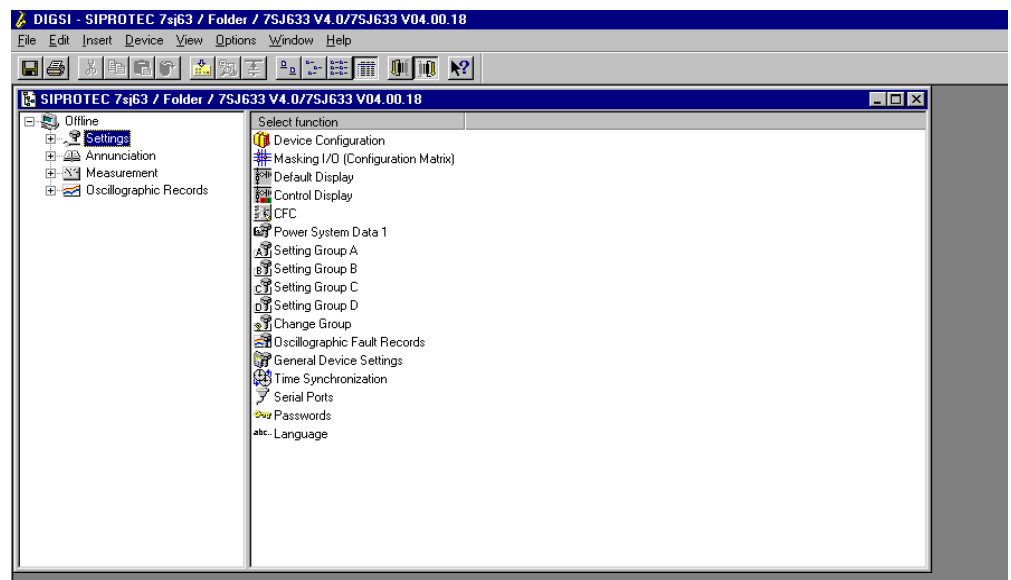 DIGSI - SIPROTEC 7sj63 / Folder / 7SJ633 V4.0/7SJ633 V04.00.18
File Edit Insert Device View Options Window Help
SIPROTEC 7sj63 / Folder / 7SJ633 V4.0/7SJ633 V04.00.18
Offline
Settings
Annunciation
Measurement
Oscillographic Records
Select function
Device Configuration
Masking I/O (Configuration Matrix)
Default Display
Control Display
CFC
Power System Data 1
Setting Group A
Setting Group B
Setting Group C
Setting Group D
Change Group
Oscillographic Fault Records
General Device Settings
Time Synchronization
Serial Ports
Passwords
abc.. Language